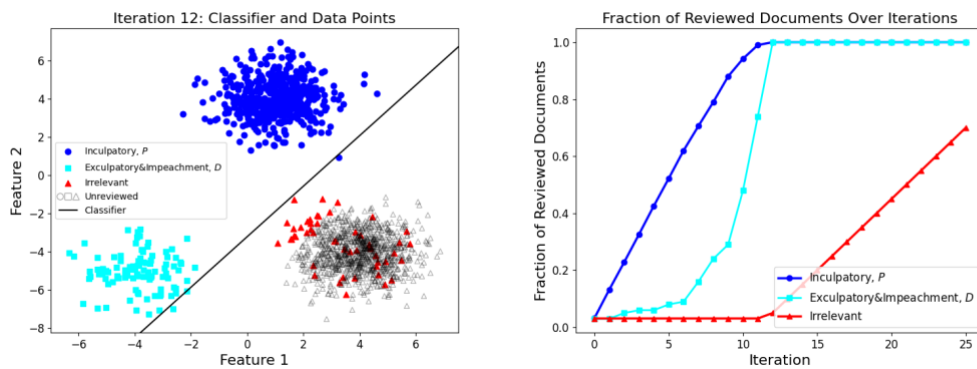 Iteration 12: Classifier and Data Points
Feature 2
6
4
2
0
−2
−4
−6
−8
Inculpatory, P
Exculpatory&Impeachment, D
Irrelevant
Unreviewed
Classifier
−6
−4
−2
0
2
4
6
Feature 1
Fraction of Reviewed Documents Over Iterations
Fraction of Reviewed Documents
1.0
0.8
0.6
0.4
0.2
0.0
Inculpatory, P
Exculpatory&Impeachment, D
Irrelevant
0
5
10
15
20
25
Iteration